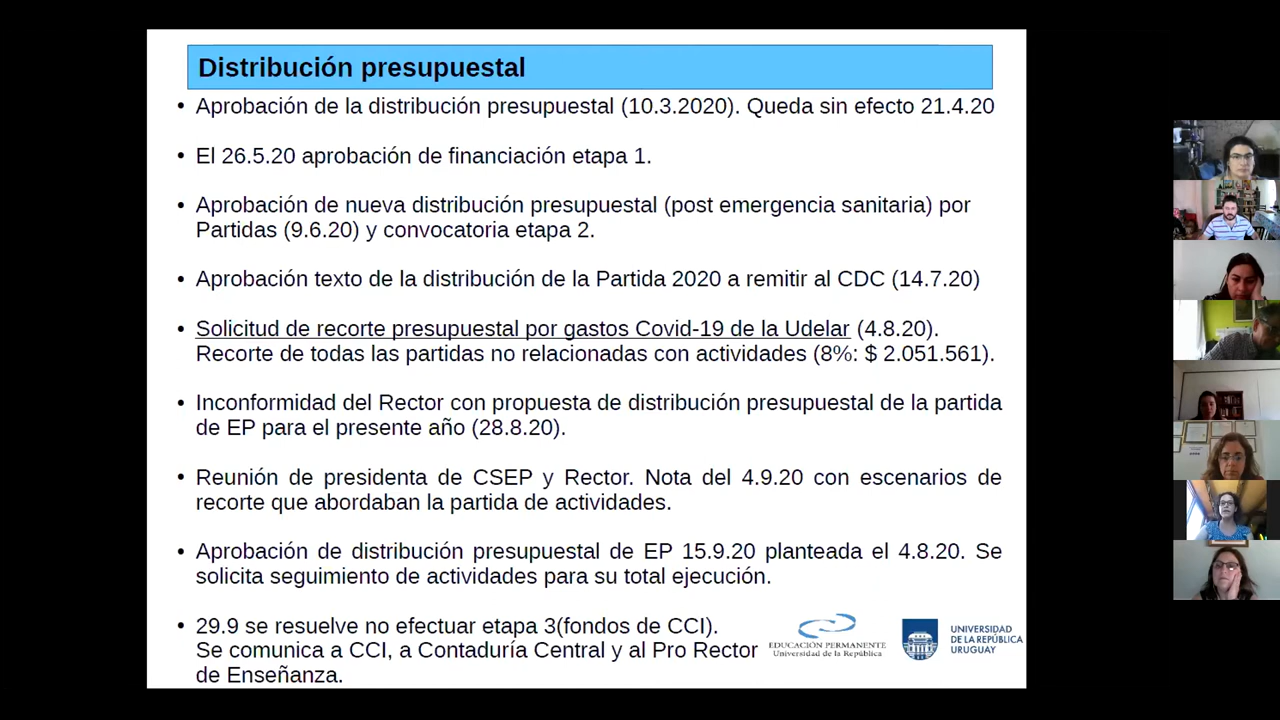 Distribución presupuestal
• Aprobación de la distribución presupuestal (10.3.2020). Queda sin efecto 21.4.20
• El 26.5.20 aprobación de financiación etapa 1.
• Aprobación de nueva distribución presupuestal (post emergencia sanitaria) por
Partidas (9.6.20) y convocatoria etapa 2.
• Aprobación texto de la distribución de la Partida 2020 a remitir al CDC (14.7.20)
• Solicitud de recorte presupuestal por gastos Covid-19 de la Udelar (4.8.20).
Recorte de todas las partidas no relacionadas con actividades (8%: $ 2.051.561).
• Inconformidad del Rector con propuesta de distribución presupuestal de la partida
de EP para el presente año (28.8.20).
• Reunión de presidenta de CSEP y Rector. Nota del 4.9.20 con escenarios de
recorte que abordaban la partida de actividades.
• Aprobación de distribución presupuestal de EP 15.9.20 planteada el 4.8.20. Se
solicita seguimiento de actividades para su total ejecución.
• 29.9 se resuelve no efectuar etapa 3(fondos de CCI).
Se comunica a CCI, a Contaduría Central y al Pro Rector
de Enseñanza.
EDUCACIÓN PERMANENTE
Universidad de la República
UNIVERSIDAD
DE LA REPÚBLICA
URUGUAY